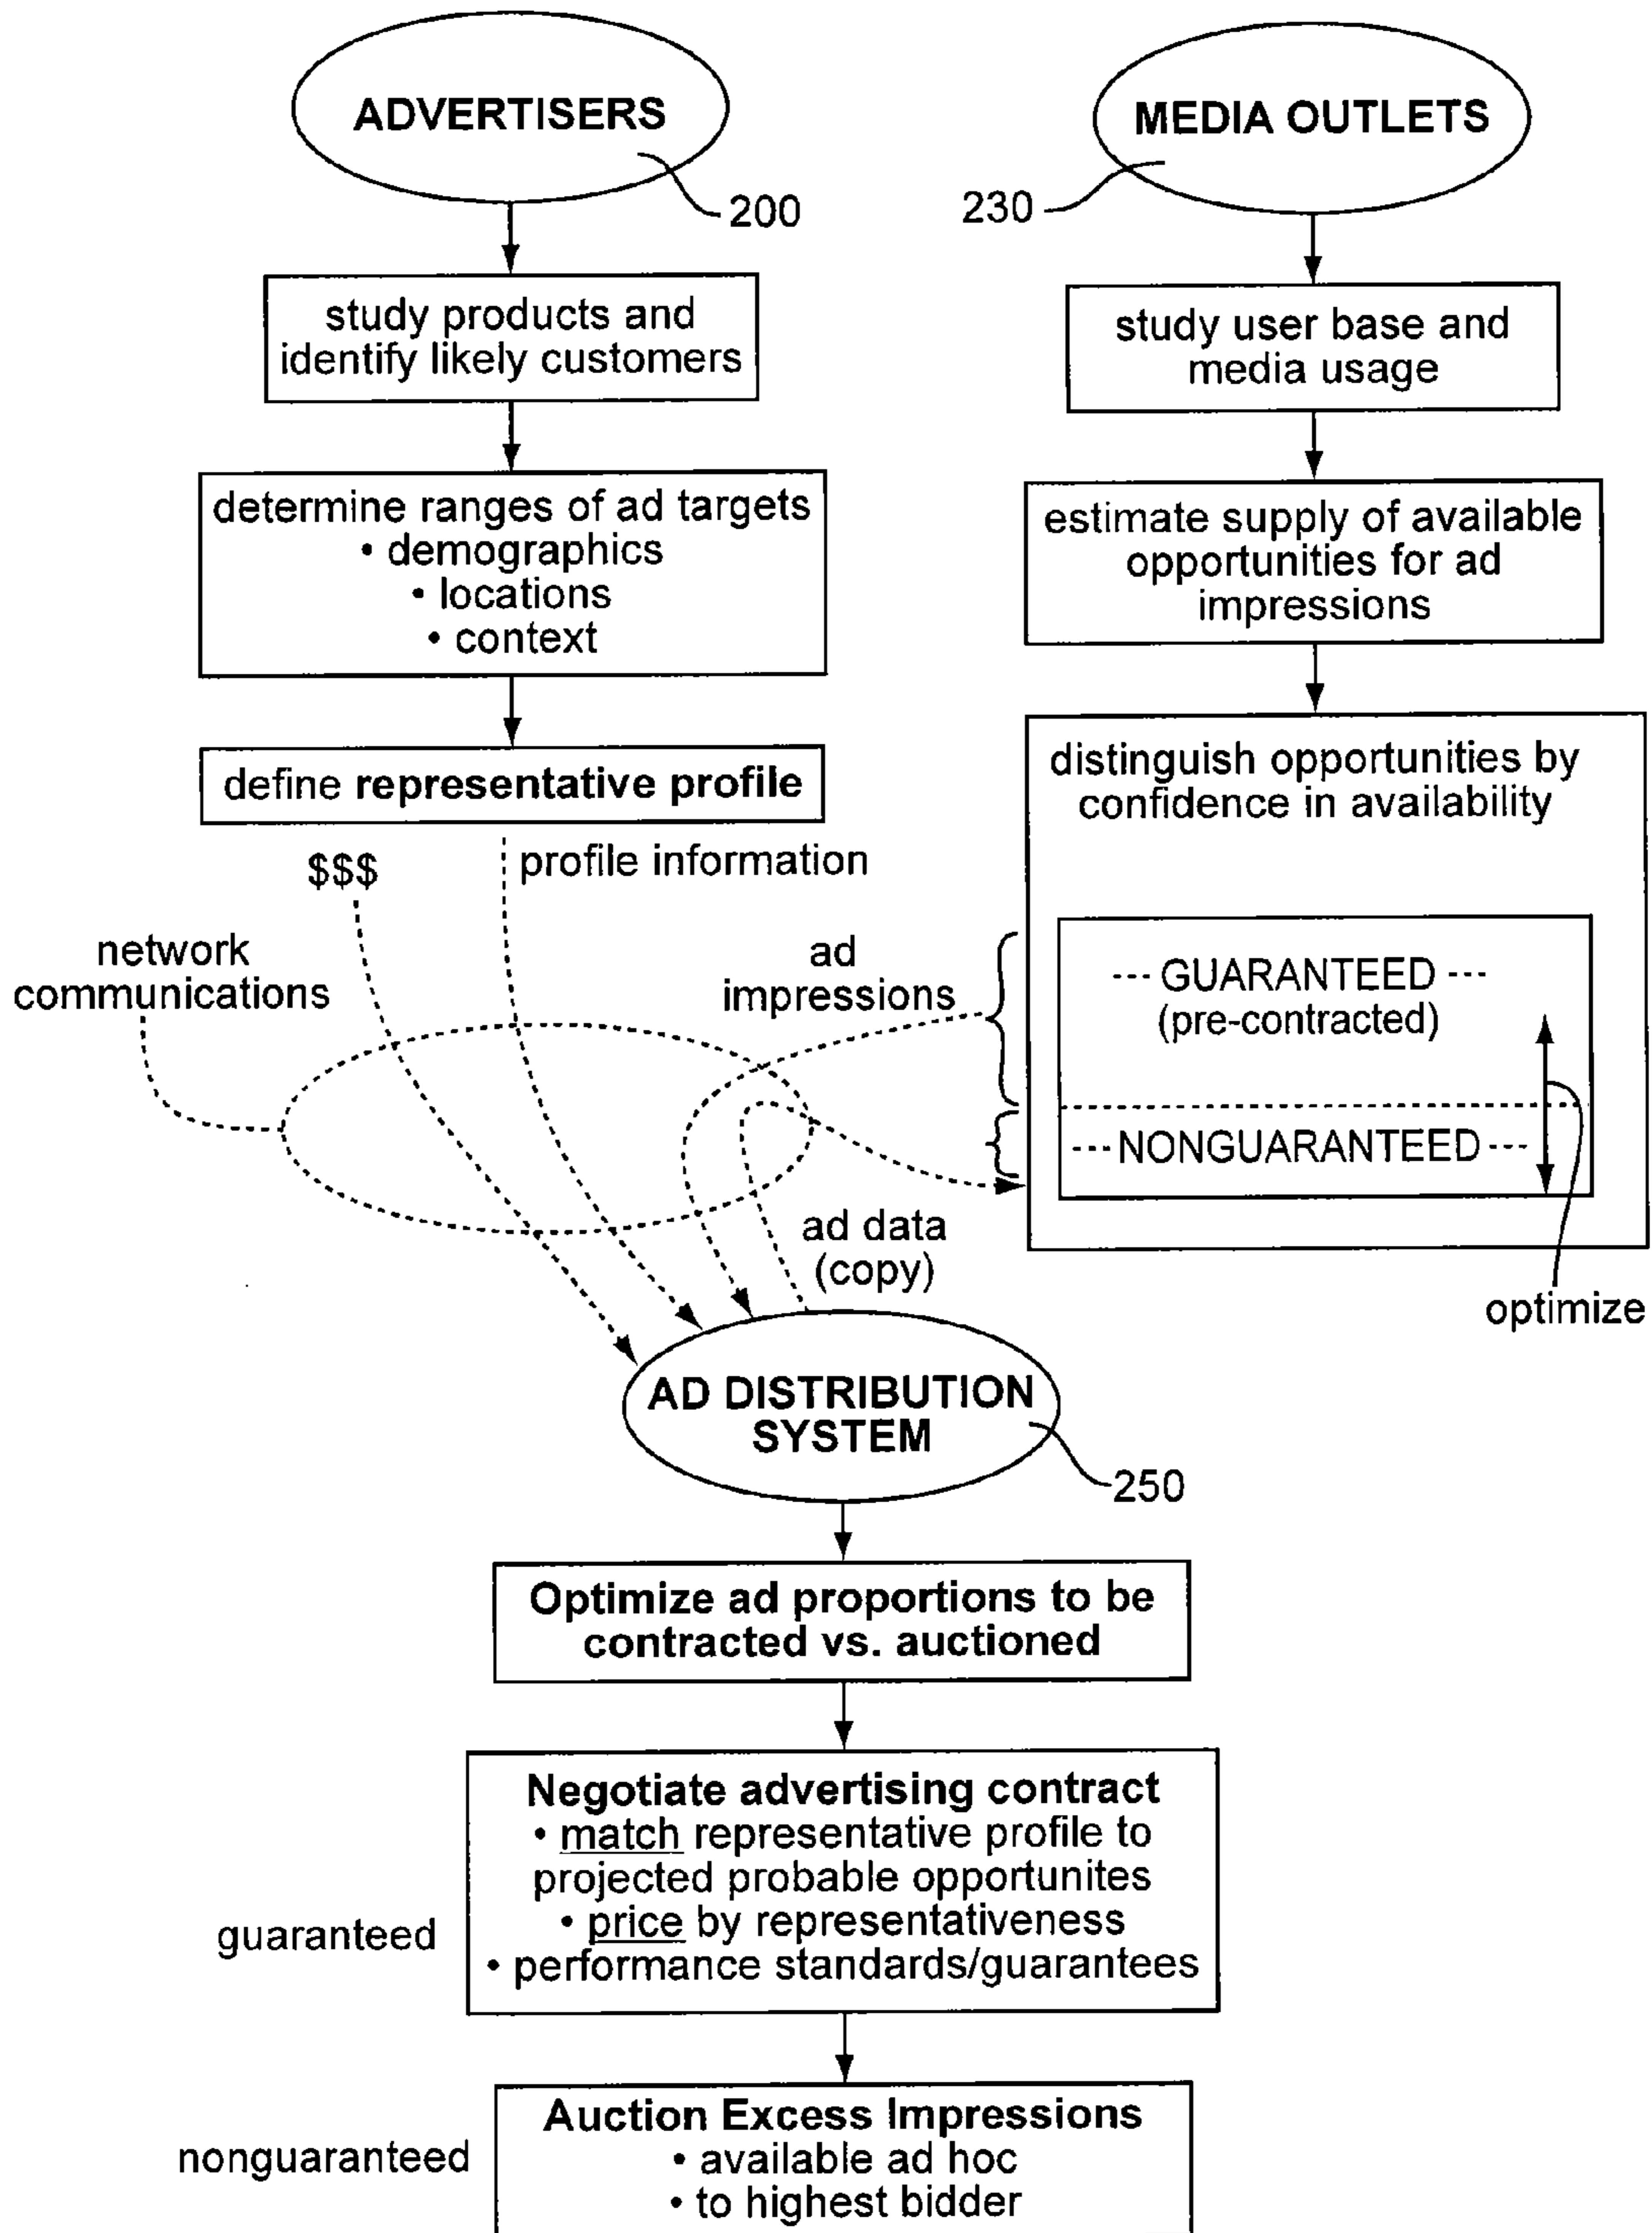 ADVERTISERS
200
study products and
identify likely customers
determine ranges of ad targets
• demographics
• locations
• context
define representative profile
$$$
profile information
network
communications
MEDIA OUTLETS
230
study user base and
media usage
estimate supply of available
opportunities for ad
impressions
distinguish opportunities by
confidence in availability
ad
impressions
--- GUARANTEED ---
(pre-contracted)
--- NONGUARANTEED ---
optimize
ad data
(copy)
AD DISTRIBUTION
SYSTEM
250
Optimize ad proportions to be
contracted vs. auctioned
guaranteed
Negotiate advertising contract
• match representative profile to
projected probable opportunites
• price by representativeness
• performance standards/guarantees
nonguaranteed
Auction Excess Impressions
• available ad hoc
• to highest bidder